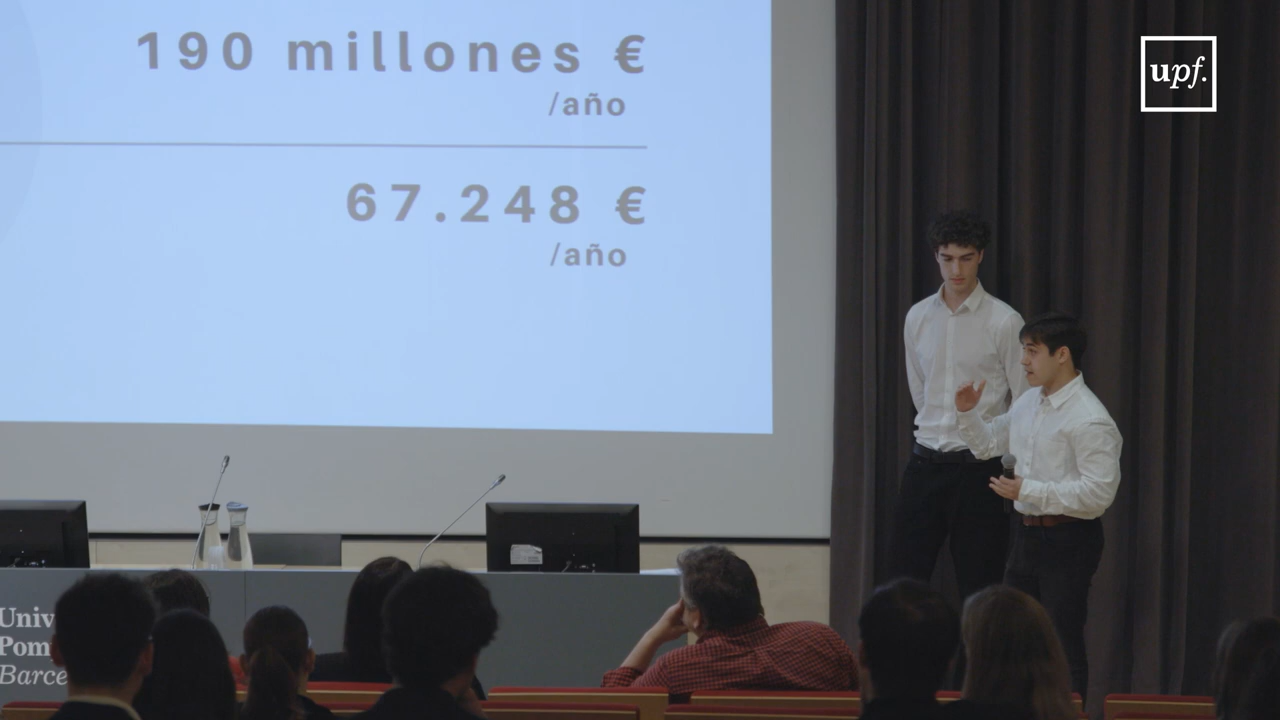 190 millones €
/año
67.248 €
/año
upf.
Univ
Pom
Barce